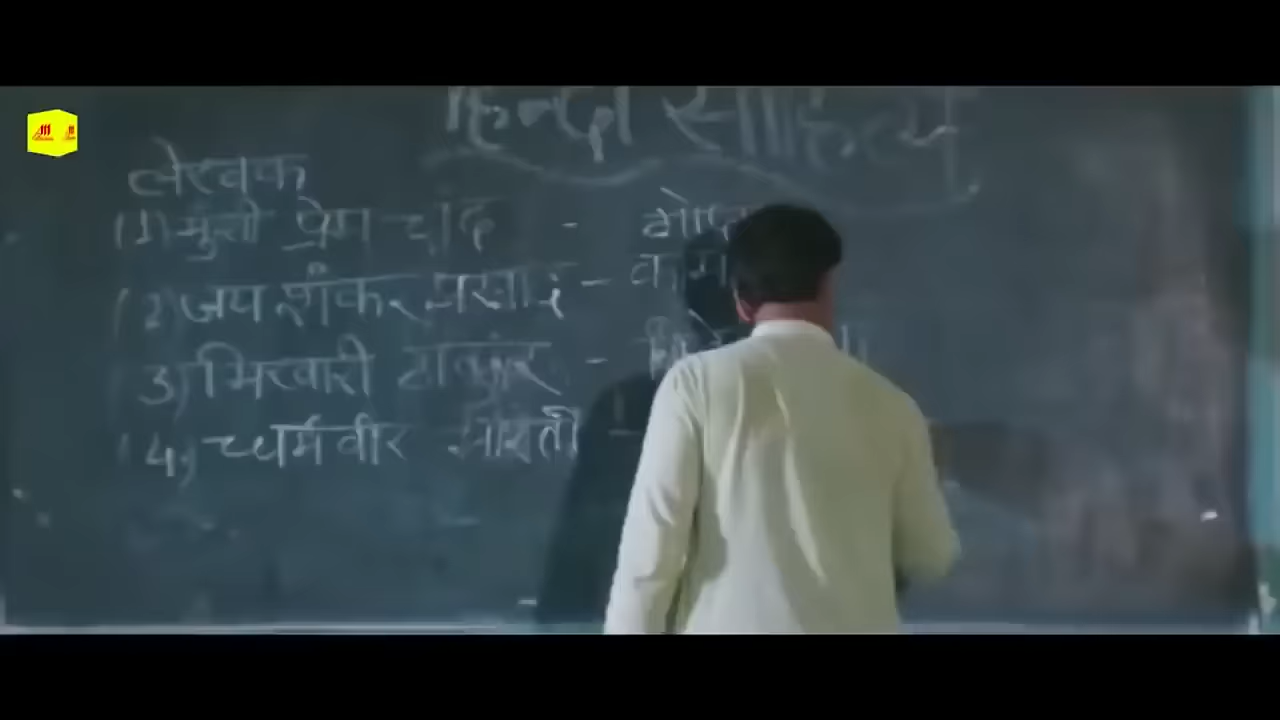 हिन्दी साहित्य
लेखक
(1) मुंशी प्रेम चंद -
(2) जय शंकर प्रसाद -
(3) भिखारी ठाकुर -
(4) धर्मवीर भारती -